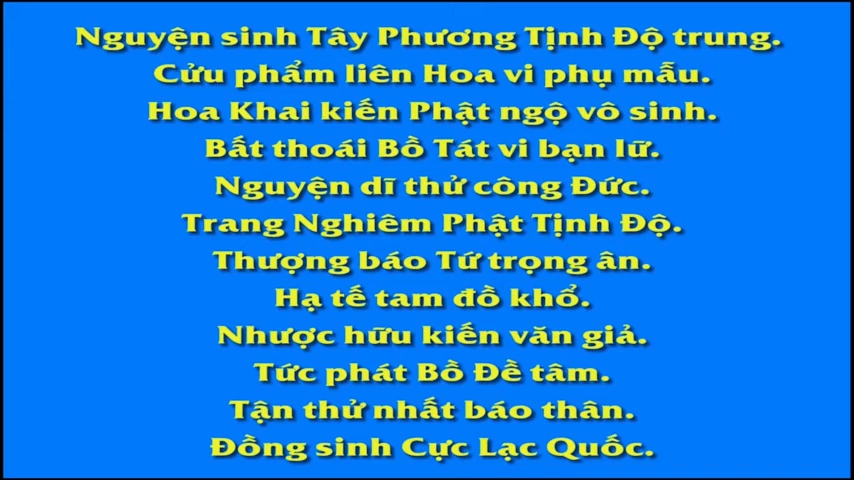 Nguyện sinh Tây Phương Tịnh Độ trung.
Cửu phẩm liên Hoa vi phụ mẫu.
Hoa Khai kiến Phật ngộ vô sinh.
Bất thoái Bồ Tát vi bạn lữ.
Nguyện dĩ thử công Đức.
Trang Nghiêm Phật Tịnh Độ.
Thượng báo Tứ trọng ân.
Hạ tế tam đồ khổ.
Nhược hữu kiến văn giả.
Tức phát Bồ Đề tâm.
Tận thử nhất báo thân.
Đồng sinh Cực Lạc Quốc.